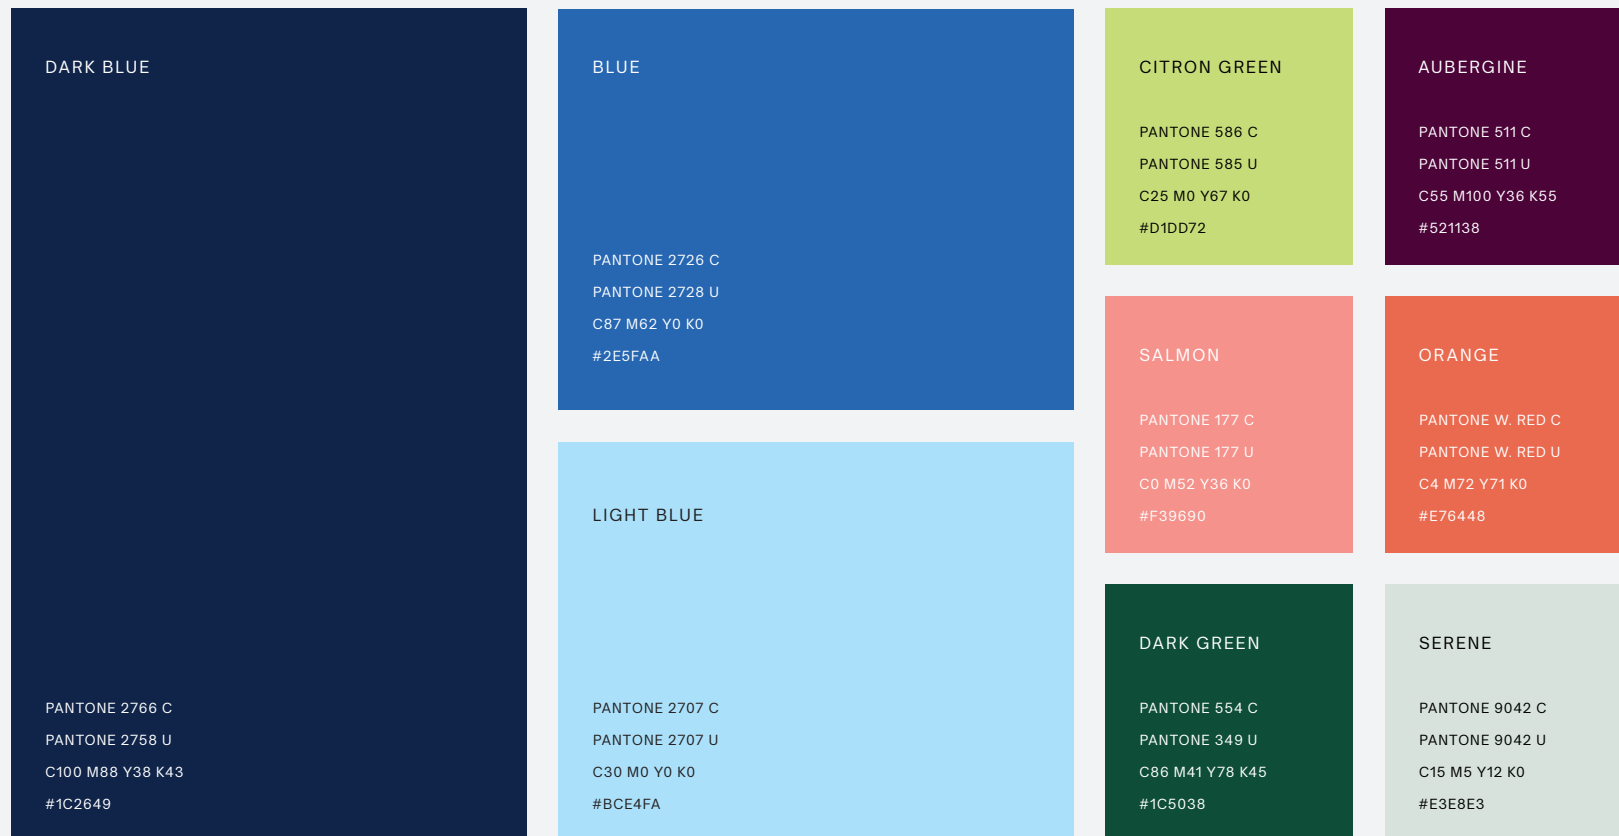 DARK BLUE
PANTONE 2766 C
PANTONE 2758 U
C100 M88 Y38 K43
#1C2649
BLUE
PANTONE 2726 C
PANTONE 2728 U
C87 M62 Y0 K0
#2E5FAA
LIGHT BLUE
PANTONE 2707 C
PANTONE 2707 U
C30 M0 Y0 K0
#BCE4FA
CITRON GREEN
PANTONE 586 C
PANTONE 585 U
C25 M0 Y67 K0
#D1DD72
AUBERGINE
PANTONE 511 C
PANTONE 511 U
C55 M100 Y36 K55
#521138
SALMON
PANTONE 177 C
PANTONE 177 U
C0 M52 Y36 K0
#F39690
ORANGE
PANTONE W. RED C
PANTONE W. RED U
C4 M72 Y71 K0
#E76448
DARK GREEN
PANTONE 554 C
PANTONE 349 U
C86 M41 Y78 K45
#1C5038
SERENE
PANTONE 9042 C
PANTONE 9042 U
C15 M5 Y12 K0
#E3E8E3